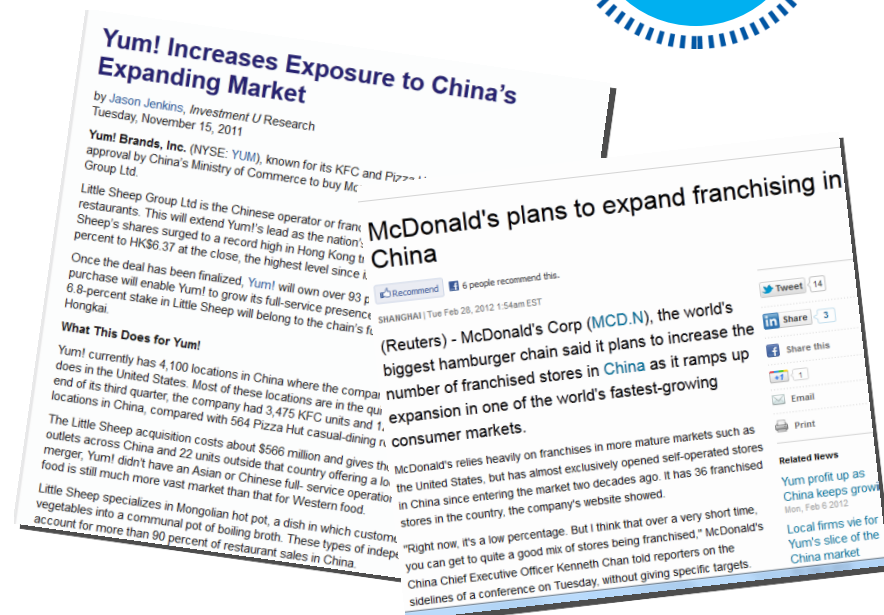 Yum! Increases Exposure to China's
Expanding Market
by Jason Jenkins, Investment U Research
Tuesday, November 15, 2011
Yum! Brands, Inc. (NYSE: YUM), known for its KFC and Pizza
approval by China's Ministry of Commerce to buy
Group Ltd.
Little Sheep Group Ltd is the Chinese operator or
restaurants. This will extend Yum!'s lead as the nation's
Sheep's shares surged to a record high in Hong Kong
percent to HK$6.37 at the close, the highest level since
Once the deal has been finalized, Yum! will own over 93
purchase will enable Yum! to grow its full-service presence
6.8-percent stake in Little Sheep will belong to the chain's
Hongkai.
What This Does for Yum!
Yum! currently has 4,100 locations in China where the
does in the United States. Most of these locations are in the
end of its third quarter, the company had 3,475 KFC units and 1,
locations in China, compared with 564 Pizza Hut casual-dining
The Little Sheep acquisition costs about $566 million and gives
outlets across China and 22 units outside that country offering a
merger, Yum! didn't have an Asian or Chinese full- service
food is still much more vast market than that for Western food.
Little Sheep specializes in Mongolian hot pot, a dish in which
vegetables into a communal pot of boiling broth. These types of
account for more than 90 percent of restaurant sales in China.
McDonald's plans to expand franchising in
China
Recommend 6 people recommend this.
SHANGHAI | Tue Feb 28, 2012 1:54am EST
(Reuters) - McDonald's Corp (MCD.N), the world's
biggest hamburger chain said it plans to increase the
number of franchised stores in China as it ramps up
expansion in one of the world's fastest-growing
consumer markets.
McDonald's relies heavily on franchises in more mature markets such as
the United States, but has almost exclusively opened self-operated stores
in China since entering the market two decades ago. It has 36 franchised
stores in the country, the company's website showed.
"Right now, it's a low percentage. But I think that over a very short time,
you can get to quite a good mix of stores being franchised," McDonald's
China Chief Executive Officer Kenneth Chan told reporters on the
sidelines of a conference on Tuesday, without giving specific targets.
Tweet 14
Share 3
Share this
+1 1
Email
Print
Related News
Yum profit up as
China keeps
Mon, Feb 6 2012
Local firms vie for
Yum's slice of the
China market